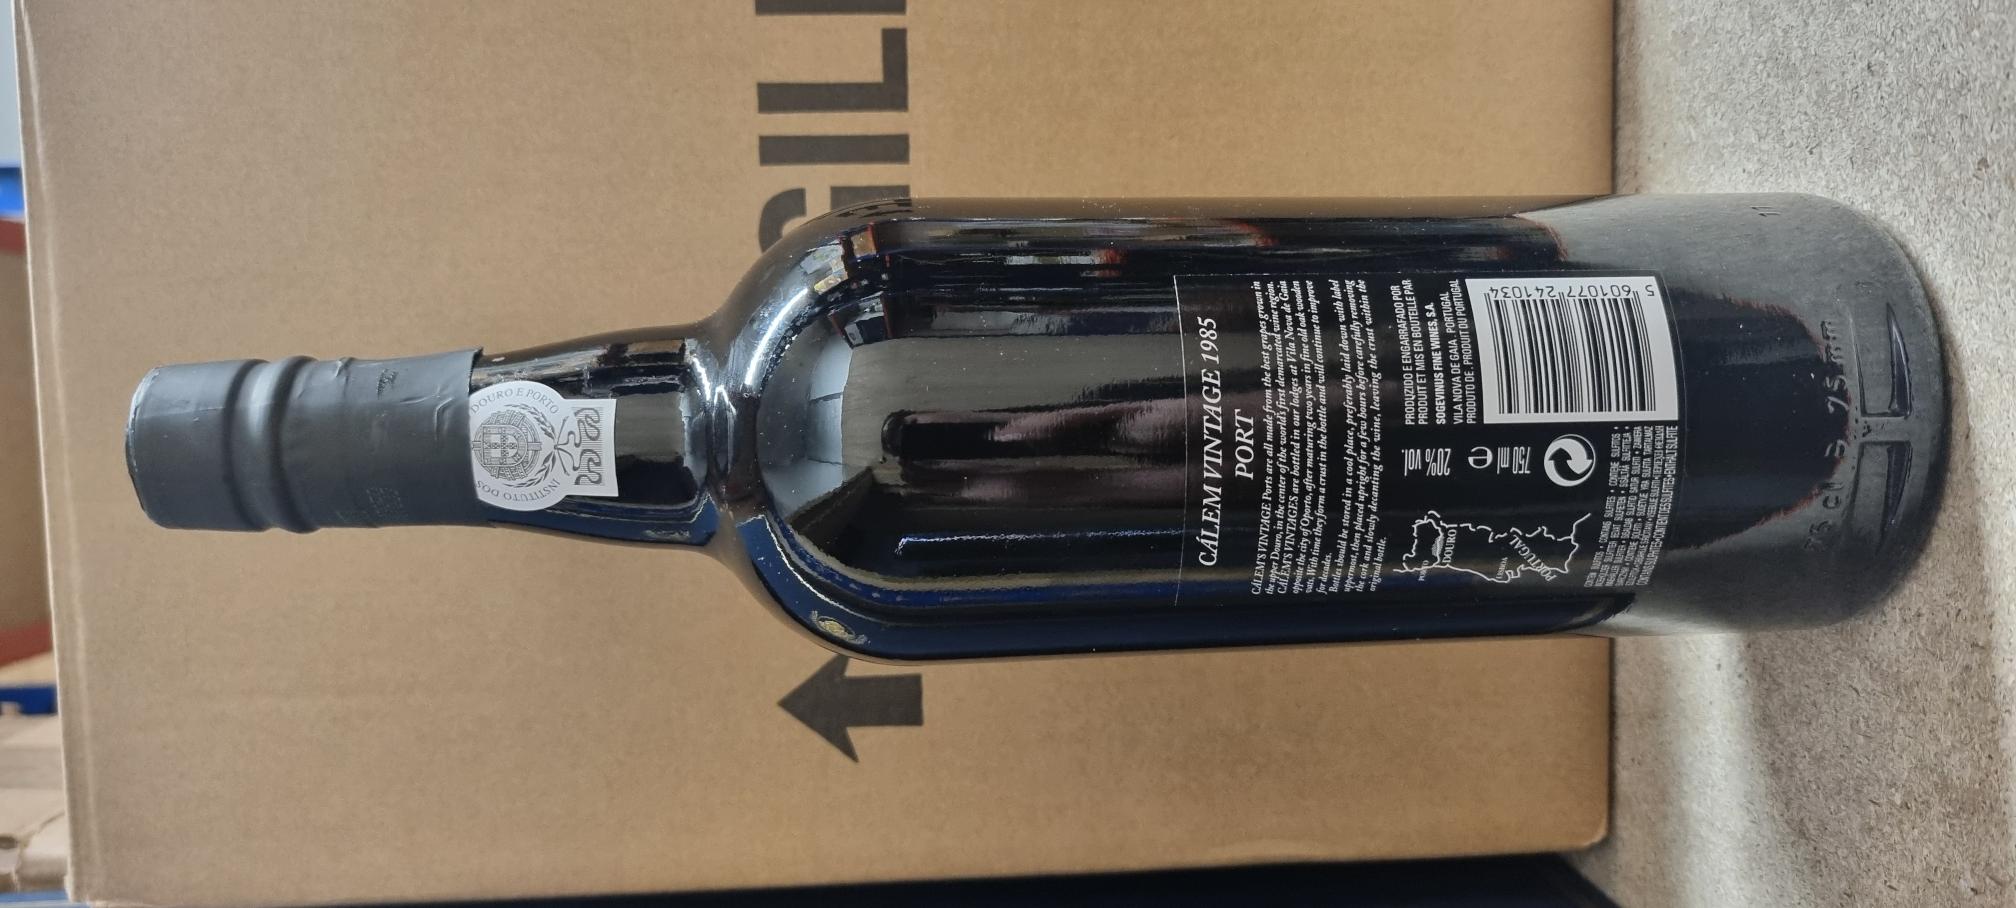 GILE
INSTITUTO DOS
DOURO E PORTO
CÁLEM VINTAGE 1985
PORT
CÁLEM'S VINTAGE Ports are all made from the best grapes grown in
the upper Douro, in the center of the world's first demarcated wine region.
CÁLEM'S VINTAGES are bottled in our lodges at Vila Nova de Gaia
opposite the city of Oporto, after maturing two years in fine old oak wooden
vats. With time they form a crust in the bottle and will continue to improve
for decades.
Bottles should be stored in a cool place, preferably laid down with label
uppermost, then placed upright for a few hours before carefully removing
the cork and slowly decanting the wine, leaving the crust within the
original bottle.
PORTO
DOURO
LISBOA
PORTUGAL
20% vol.
750 ml e
PRODUZIDO E ENGARRAFADO POR
PRODUIT ET MIS EN BOUTEILLE PAR
SOGEVINUS FINE WINES, S.A.
VILA NOVA DE GAIA . PORTUGAL
PRODUTO DE . PRODUIT DU PORTUGAL
5 601077 241034
75 cl
75mm
11